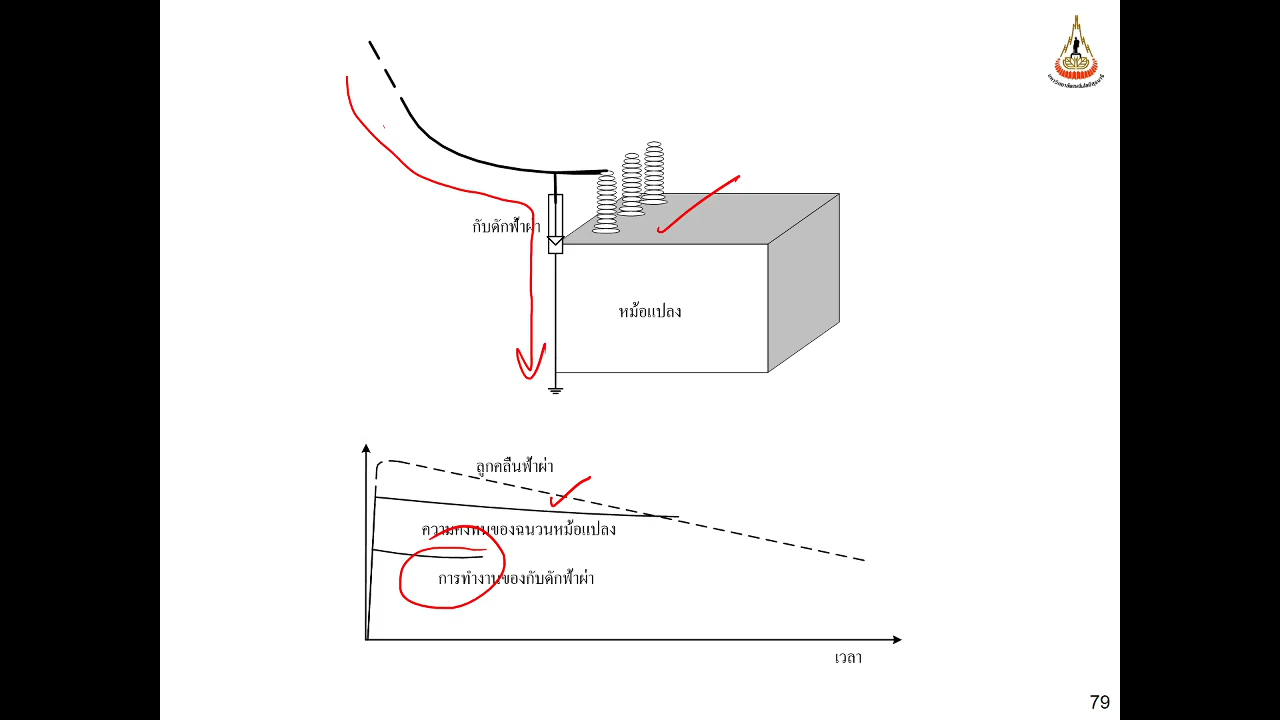 กับดักฟ้าผ่า
หม้อแปลง
ลูกคลื่นฟ้าผ่า
ความคงทนของฉนวนหม้อแปลง
การทำงานของกับดักฟ้าผ่า
เวลา
79